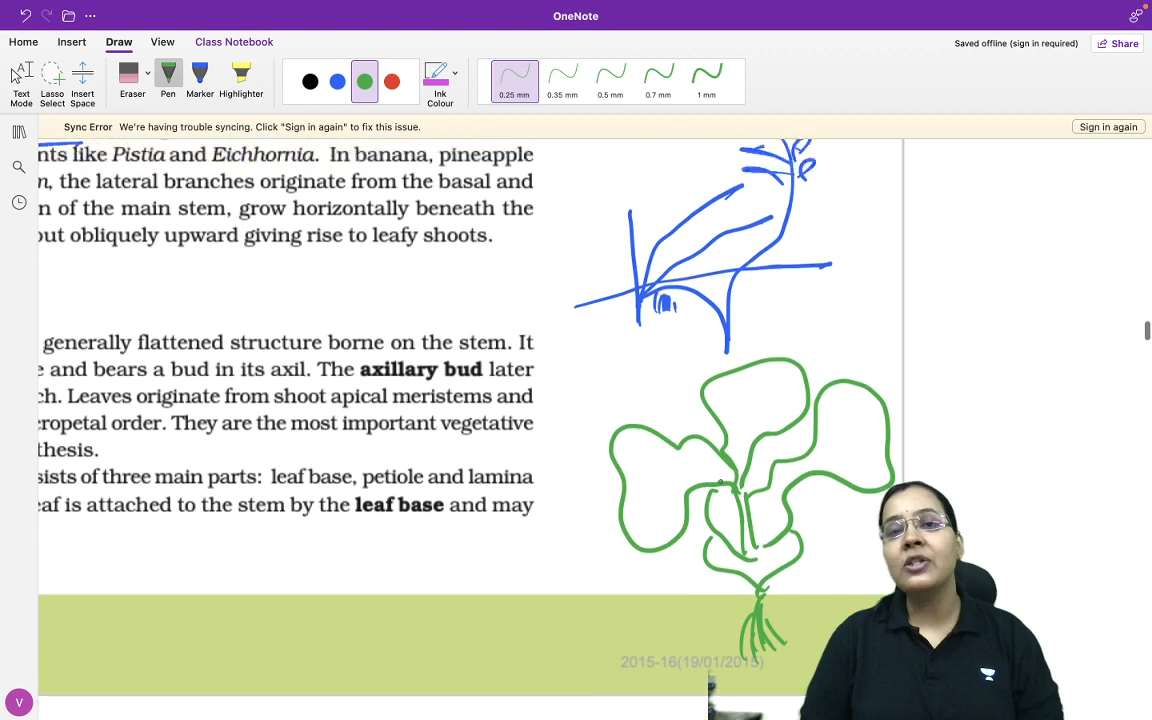 OneNote
Home Insert Draw View Class Notebook Saved offline (sign in required) Share
Text Mode Lasso Select Insert Space Eraser Pen Marker Highlighter Ink Colour 0.25 mm 0.35 mm 0.5 mm 0.7 mm 1 mm
Sync Error We're having trouble syncing. Click "Sign in again" to fix this issue. Sign in again
nts like Pistia and Eichhornia. In banana, pineapple
n, the lateral branches originate from the basal and
n of the main stem, grow horizontally beneath the
out obliquely upward giving rise to leafy shoots.
generally flattened structure borne on the stem. It
e and bears a bud in its axil. The axillary bud later
ch. Leaves originate from shoot apical meristems and
cropetal order. They are the most important vegetative
thesis.
sists of three main parts: leaf base, petiole and lamina
eaf is attached to the stem by the leaf base and may
2015-16(19/01/2015)
V